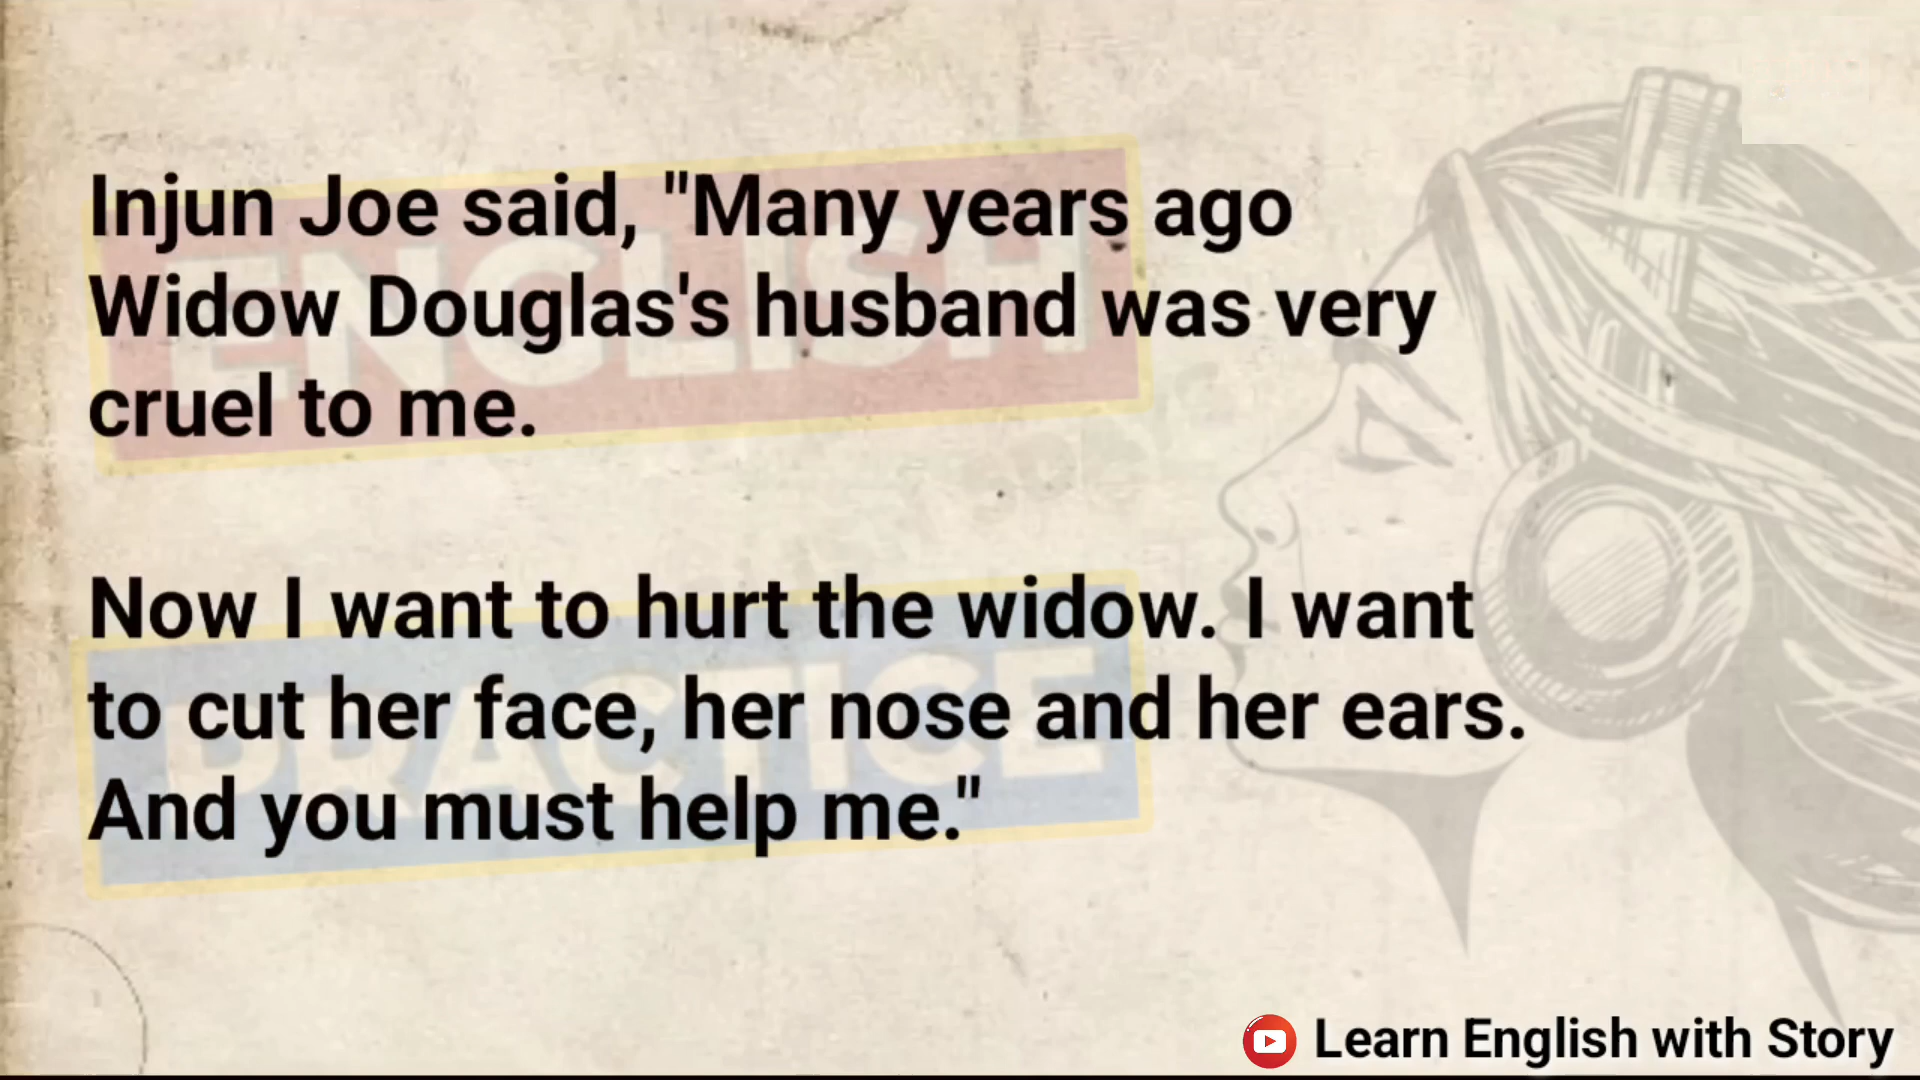 Injun Joe said, "Many years ago
Widow Douglas's husband was very
cruel to me.
Now I want to hurt the widow. I want
to cut her face, her nose and her ears.
And you must help me."
ENGLISH
PRACTICE
Learn English with Story